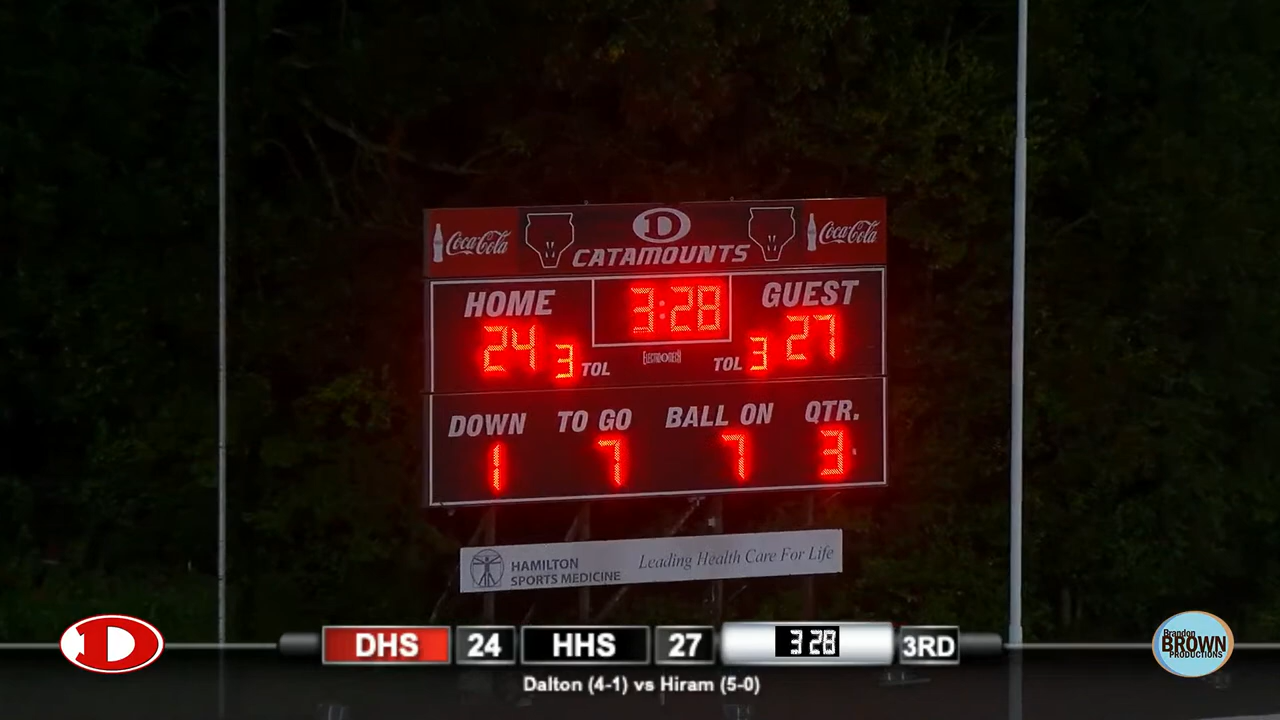 Coca-Cola
D
Coca-Cola
CATAMOUNTS
HOME
3:28
GUEST
24
3
TOL
ELECTRO-MECH
TOL
3
27
DOWN
TO GO
BALL ON
QTR.
1
7
7
3
HAMILTON
SPORTS MEDICINE
Leading Health Care For Life
D
DHS
24
HHS
27
3 28
3RD
Brandon
BROWN
PRODUCTIONS
Dalton (4-1) vs Hiram (5-0)